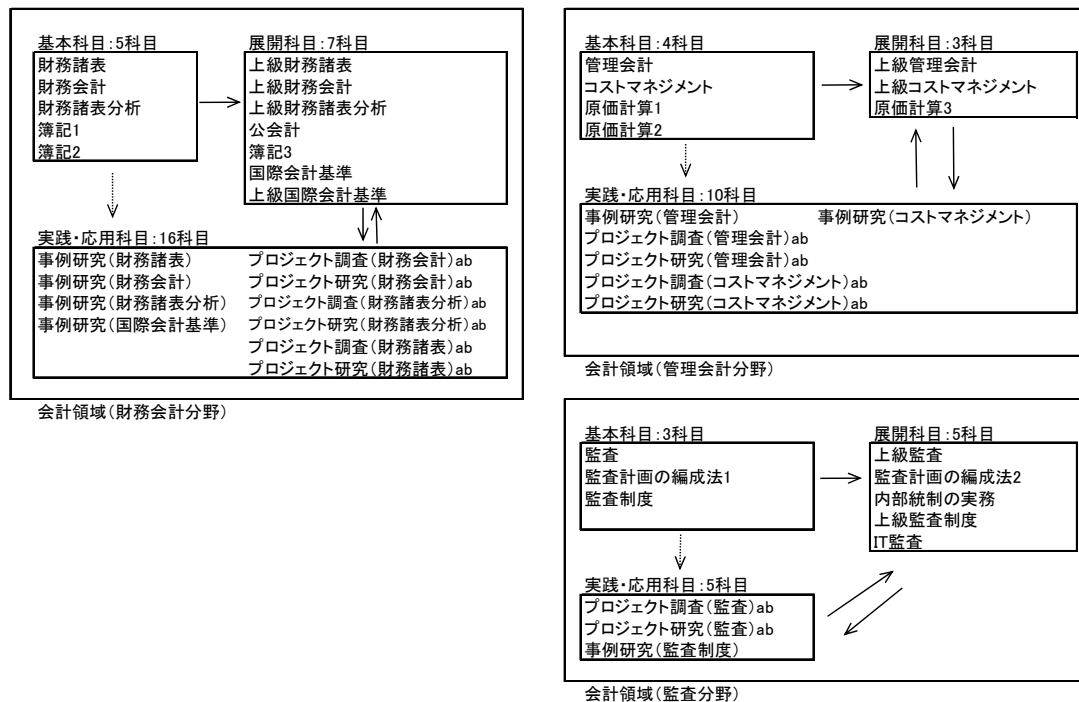 基本科目:5科目
財務諸表
財務会計
財務諸表分析
簿記1
簿記2
展開科目:7科目
上級財務諸表
上級財務会計
上級財務諸表分析
公会計
簿記3
国際会計基準
上級国際会計基準
実践・応用科目:16科目
事例研究(財務諸表)
事例研究(財務会計)
事例研究(財務諸表分析)
事例研究(国際会計基準)
プロジェクト調査(財務会計)ab
プロジェクト研究(財務会計)ab
プロジェクト調査(財務諸表分析)ab
プロジェクト研究(財務諸表分析)ab
プロジェクト調査(財務諸表)ab
プロジェクト研究(財務諸表)ab
会計領域(財務会計分野)
基本科目:4科目
管理会計
コストマネジメント
原価計算1
原価計算2
展開科目:3科目
上級管理会計
上級コストマネジメント
原価計算3
実践・応用科目:10科目
事例研究(管理会計) 事例研究(コストマネジメント)
プロジェクト調査(管理会計)ab
プロジェクト研究(管理会計)ab
プロジェクト調査(コストマネジメント)ab
プロジェクト研究(コストマネジメント)ab
会計領域(管理会計分野)
基本科目:3科目
監査
監査計画の編成法1
監査制度
展開科目:5科目
上級監査
監査計画の編成法2
内部統制の実務
上級監査制度
IT監査
実践・応用科目:5科目
プロジェクト調査(監査)ab
プロジェクト研究(監査)ab
事例研究(監査制度)
会計領域(監査分野)